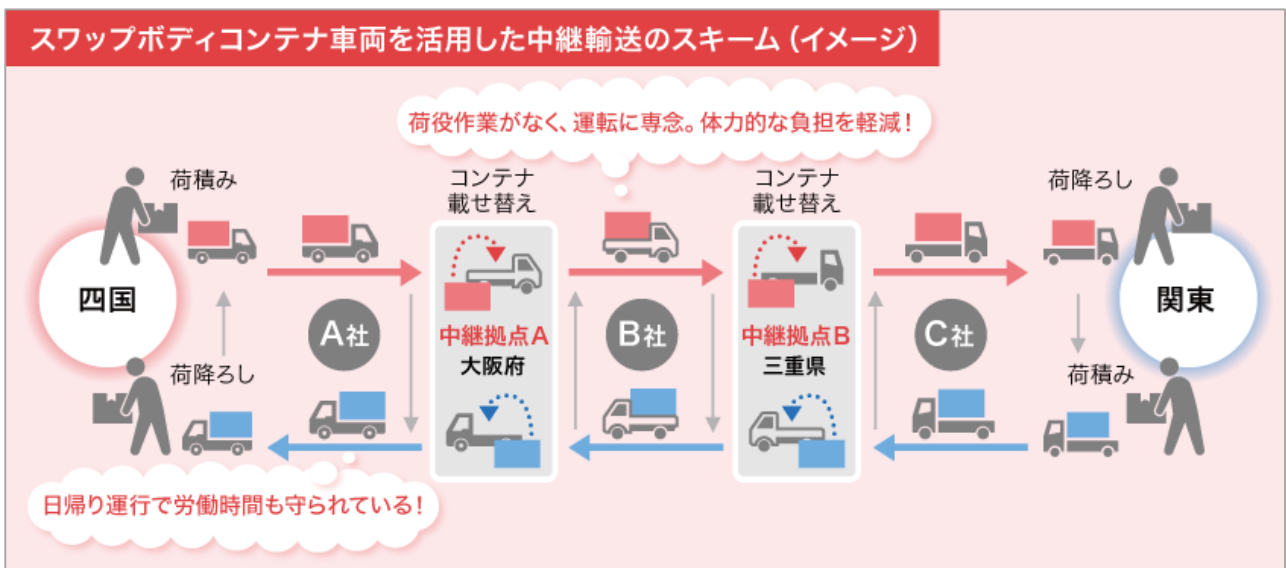 スワップボディコンテナ車両を活用した中継輸送のスキーム（イメージ）
荷役作業がなく、運転に専念。体力的な負担を軽減！
荷積み
コンテナ
載せ替え
コンテナ
載せ替え
荷降ろし
四国
A社
中継拠点A
大阪府
B社
中継拠点B
三重県
C社
関東
荷降ろし
荷積み
日帰り運行で労働時間も守られている！